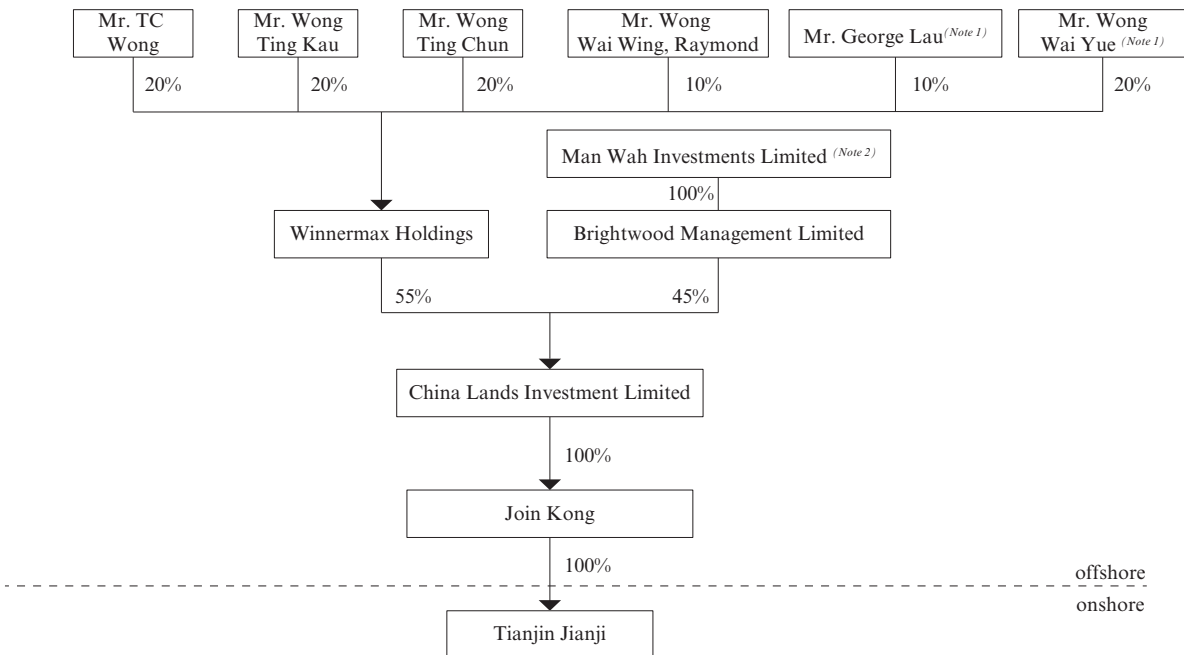 Mr. TC
Wong
Mr. Wong
Ting Kau
Mr. Wong
Ting Chun
Mr. Wong
Wai Wing, Raymond
Mr. George Lau (Note 1)
Mr. Wong
Wai Yue (Note 1)
20%
20%
20%
10%
10%
20%
Man Wah Investments Limited (Note 2)
100%
Winnermax Holdings
Brightwood Management Limited
55%
45%
China Lands Investment Limited
100%
Join Kong
100%
offshore
onshore
Tianjin Jianji